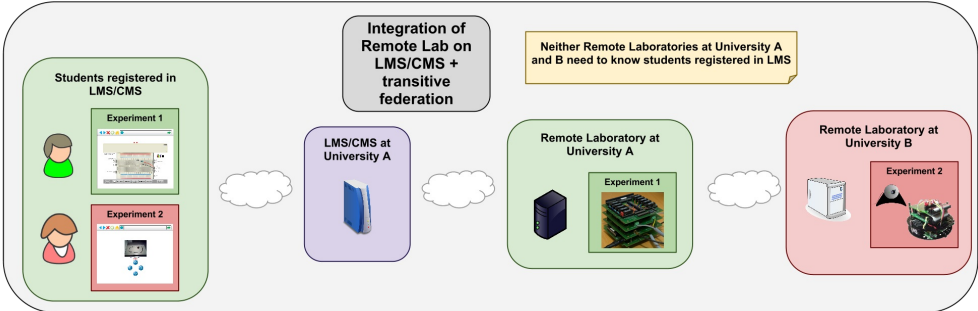 Integration of
Remote Lab on
LMS/CMS +
transitive
federation
Neither Remote Laboratories at University A
and B need to know students registered in LMS
Students registered in
LMS/CMS
Experiment 1
Experiment 2
LMS/CMS at
University A
Remote Laboratory at
University A
Experiment 1
Remote Laboratory at
University B
Experiment 2